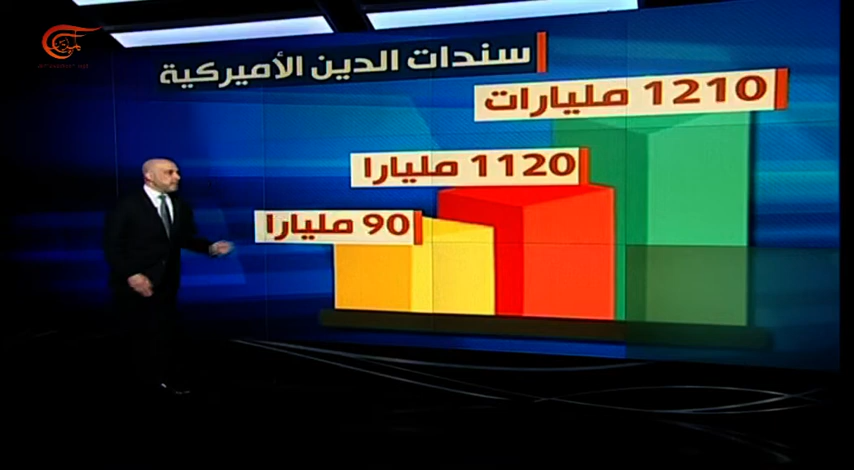 سندات الدين الأميركية
1210 مليارات
1120 مليارا
90 مليارا